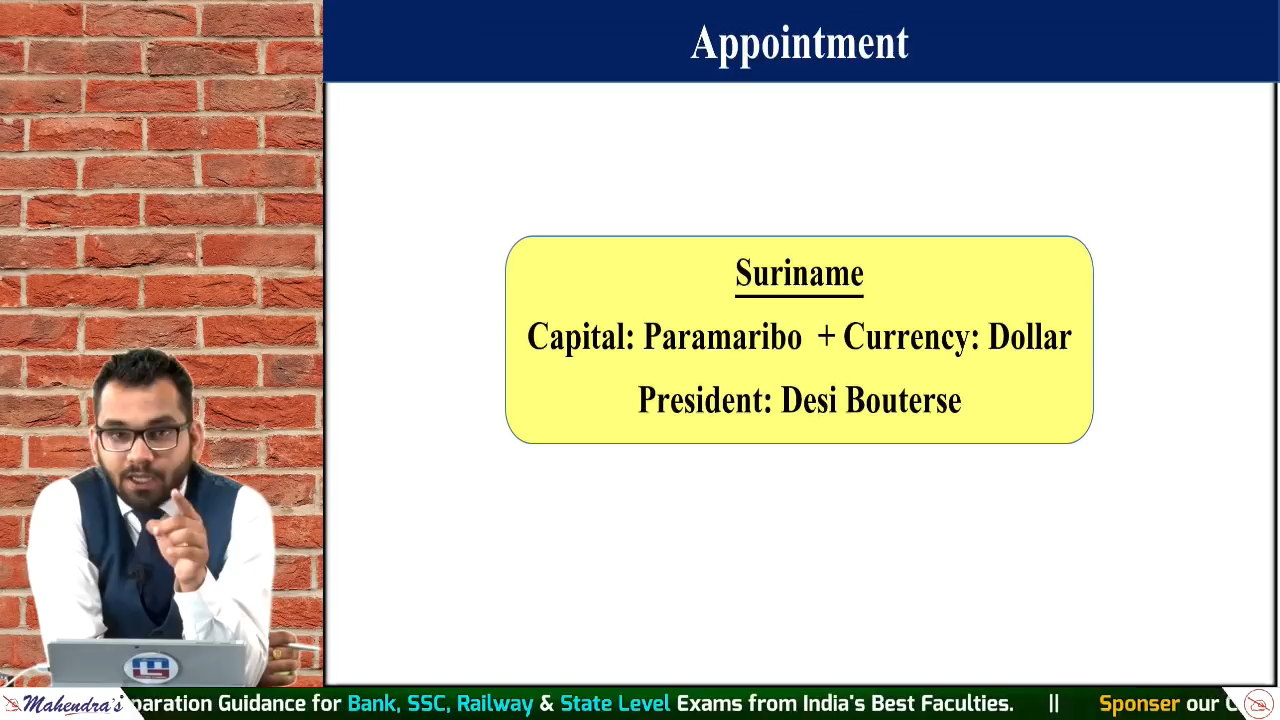 Appointment
Suriname
Capital: Paramaribo + Currency: Dollar
President: Desi Bouterse
Mahendra's
paration Guidance for Bank, SSC, Railway & State Level Exams from India's Best Faculties. || Sponser our